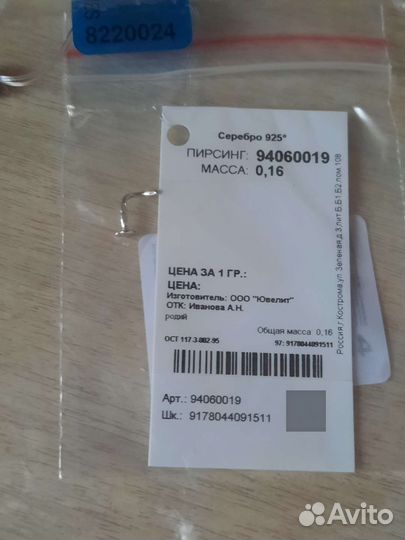 8220024
Серебро 925°
ПИРСИНГ: 94060019
МАССА: 0,16
ЦЕНА ЗА 1 ГР.:
ЦЕНА:
Изготовитель: ООО "Ювелит"
ОТК: Иванова А.Н.
родий
Общая масса: 0,16
ОСТ 117-3-002-95
97: 9178044091511
Арт.: 94060019
Шк.: 9178044091511
Россия,г.Кострома,ул.Зеленая,д.3,лит.Б,Б1,Б2,пом.108
Avito